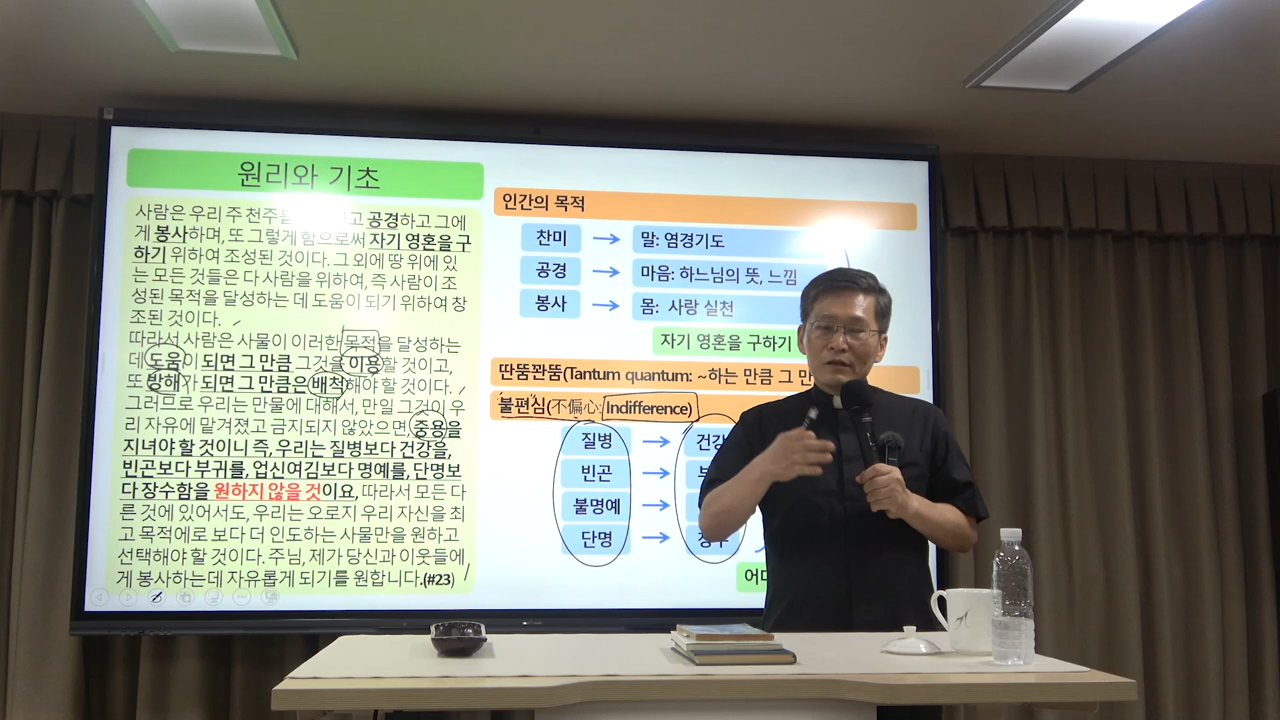 원리와 기초
사람은 우리 주 천주를 고 공경하고 그에
게 봉사하며, 또 그렇게 함으로써 자기 영혼을 구
하기 위하여 조성된 것이다. 그 외에 땅 위에 있
는 모든 것들은 다 사람을 위하여, 즉 사람이 조
성된 목적을 달성하는 데 도움이 되기 위하여 창
조된 것이다.
따라서 사람은 사물이 이러한 목적을 달성하는
데 도움이 되면 그 만큼 그것을 이용할 것이고,
또 방해가 되면 그 만큼은 배척해야 할 것이다.
그러므로 우리는 만물에 대해서, 만일 그것이 우
리 자유에 맡겨졌고 금지되지 않았으면, 중용을
지녀야 할 것이니 즉, 우리는 질병보다 건강을,
빈곤보다 부귀를, 업신여김보다 명예를, 단명보
다 장수함을 원하지 않을 것이요, 따라서 모든 다
른 것에 있어서도, 우리는 오로지 우리 자신을 최
고 목적에로 보다 더 인도하는 사물만을 원하고
선택해야 할 것이다. 주님, 제가 당신과 이웃들에
게 봉사하는데 자유롭게 되기를 원합니다.(#23)
인간의 목적
찬미 → 말: 염경기도
공경 → 마음: 하느님의 뜻, 느낌
봉사 → 몸: 사랑 실천
자기 영혼을 구하기
딴뚬꽌뚬(Tantum quantum: ~하는 만큼 그 만
불편심(不偏心: Indifference)
질병 → 건강
빈곤 →
불명예 →
단명 → 장수